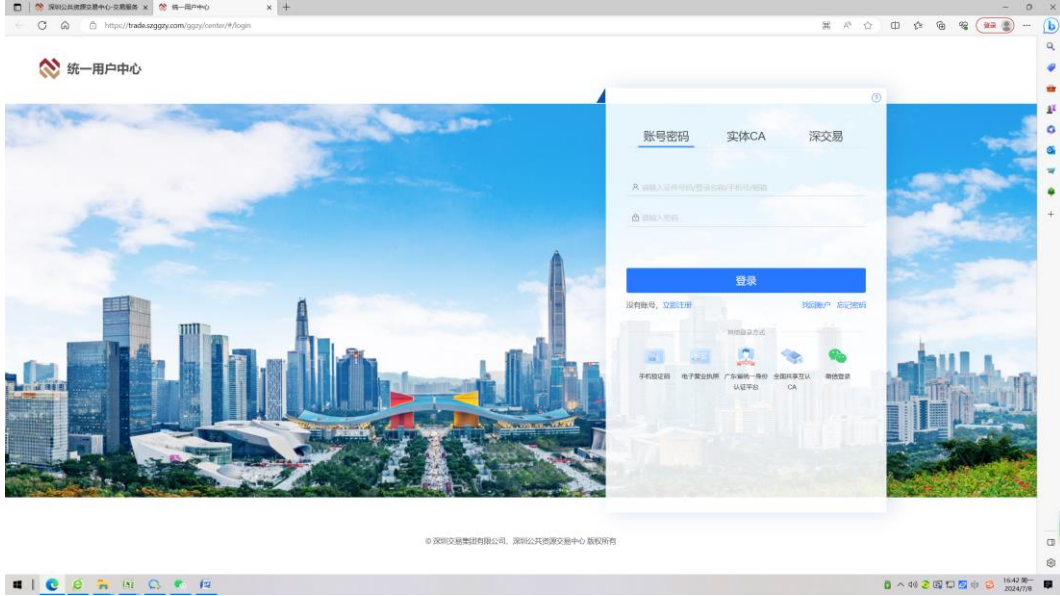 深圳公共资源交易中心-交易服务
统一用户中心
https://trade.szggzy.com/ggzy/center/#/login
登录
统一用户中心
账号密码
实体CA
深交易
请输入证件号码/登录名称/手机号/邮箱
请输入密码
登录
没有账号，立即注册
找回账户
忘记密码
其他登录方式
手机验证码
电子营业执照
广东省统一身份
认证平台
全国共享互认
CA
微信登录
© 深圳交易集团有限公司、深圳公共资源交易中心 版权所有
16:42 周一
2024/7/8